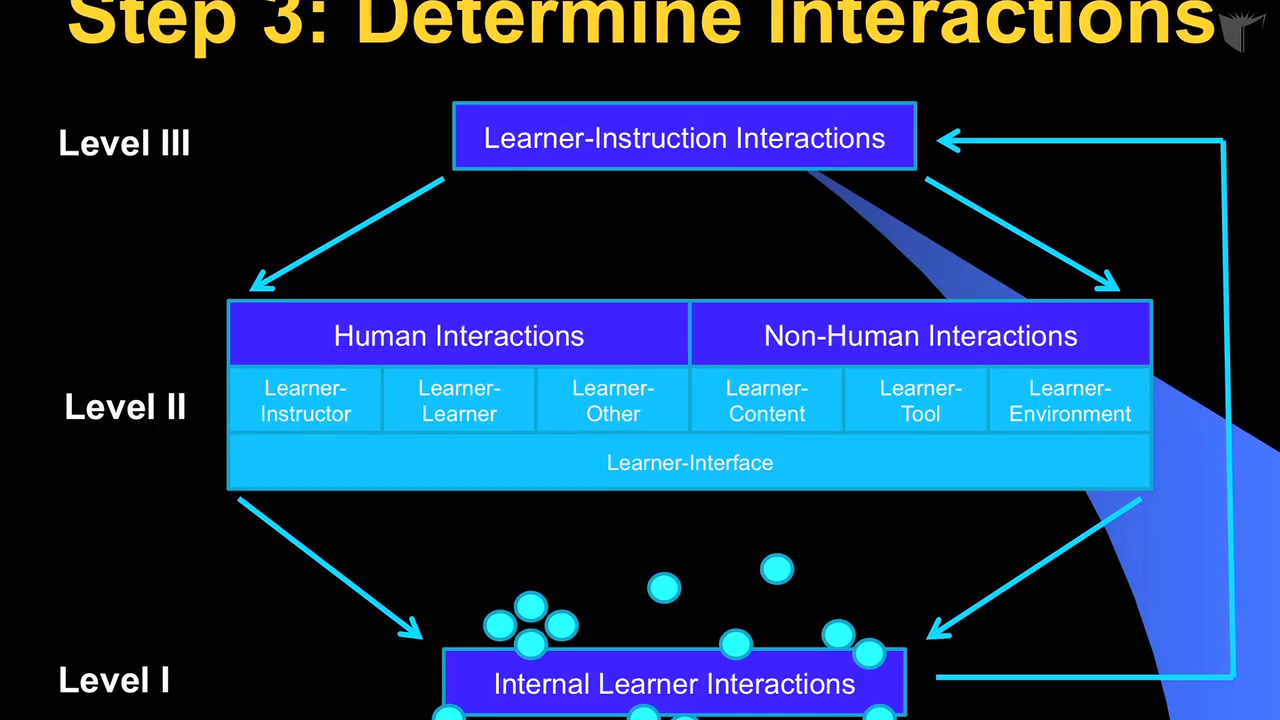 Step 3: Determine Interactions
Level III
Learner-Instruction Interactions
Human Interactions
Non-Human Interactions
Level II
Learner-
Instructor
Learner-
Learner
Learner-
Other
Learner-
Content
Learner-
Tool
Learner-
Environment
Learner-Interface
Level I
Internal Learner Interactions